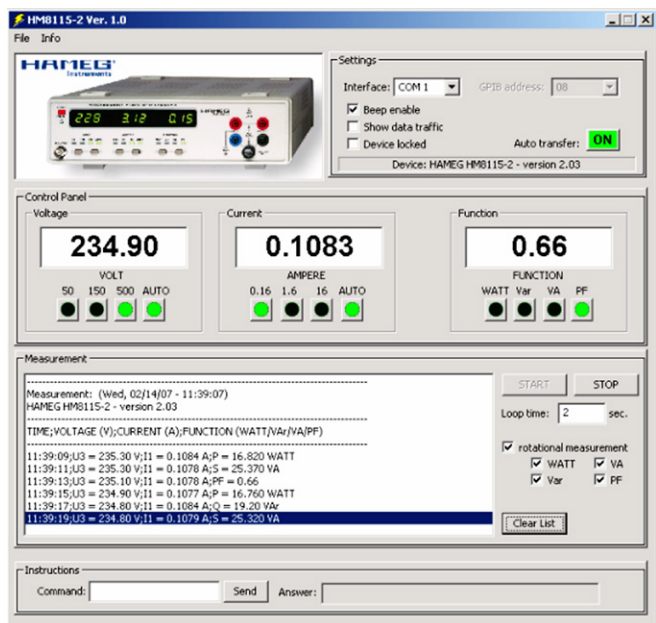 HM8115-2 Ver. 1.0
File Info
HAMEG
Instruments
228 3.12 0.15
Settings
Interface: COM 1 GPIB address: 08
Beep enable
Show data traffic
Device locked Auto transfer: ON
Device: HAMEG HM8115-2 - version 2.03
Control Panel
Voltage Current Function
234.90 0.1083 0.66
VOLT AMPERE FUNCTION
50 150 500 AUTO 0.16 1.6 16 AUTO WATT Var VA PF
Measurement
Measurement: (Wed, 02/14/07 - 11:39:07)
HAMEG HM8115-2 - version 2.03
TIME;VOLTAGE (V);CURRENT (A);FUNCTION (WATT/VAr/VA/PF)
11:39:09;U3 = 235.30 V;I1 = 0.1084 A;P = 16.820 WATT
11:39:11;U3 = 235.30 V;I1 = 0.1078 A;S = 25.370 VA
11:39:13;U3 = 235.10 V;I1 = 0.1078 A;PF = 0.66
11:39:15;U3 = 234.90 V;I1 = 0.1077 A;P = 16.760 WATT
11:39:17;U3 = 234.80 V;I1 = 0.1084 A;Q = 19.20 VAr
11:39:19;U3 = 234.80 V;I1 = 0.1079 A;S = 25.320 VA
START STOP
Loop time: 2 sec.
rotational measurement
WATT VA
Var PF
Clear List
Instructions
Command: Send Answer: